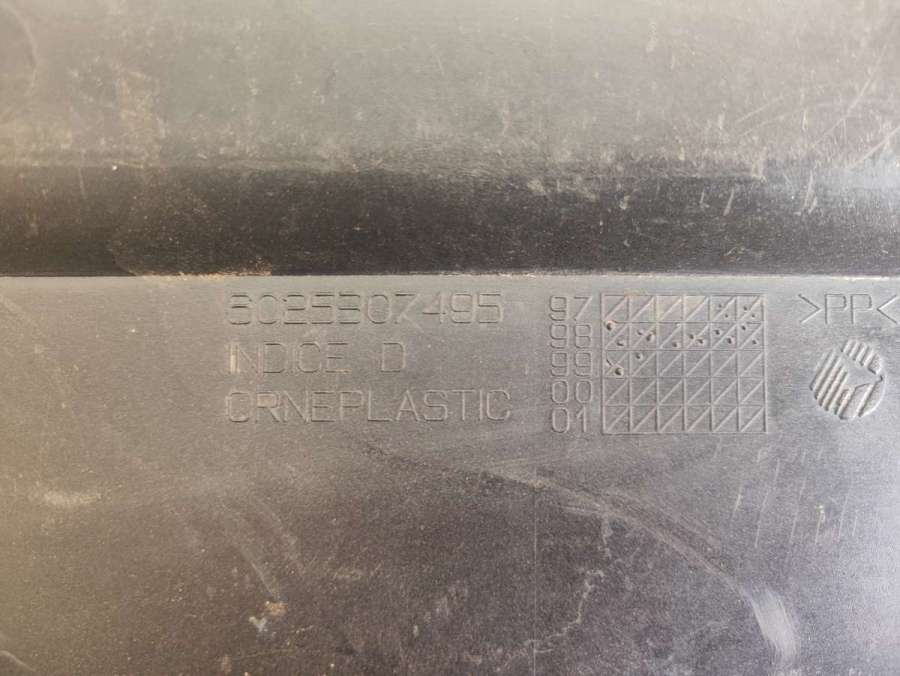 6025307495
INDICE D
ORNEPLASTIC
97
98
99
00
01
>PP<